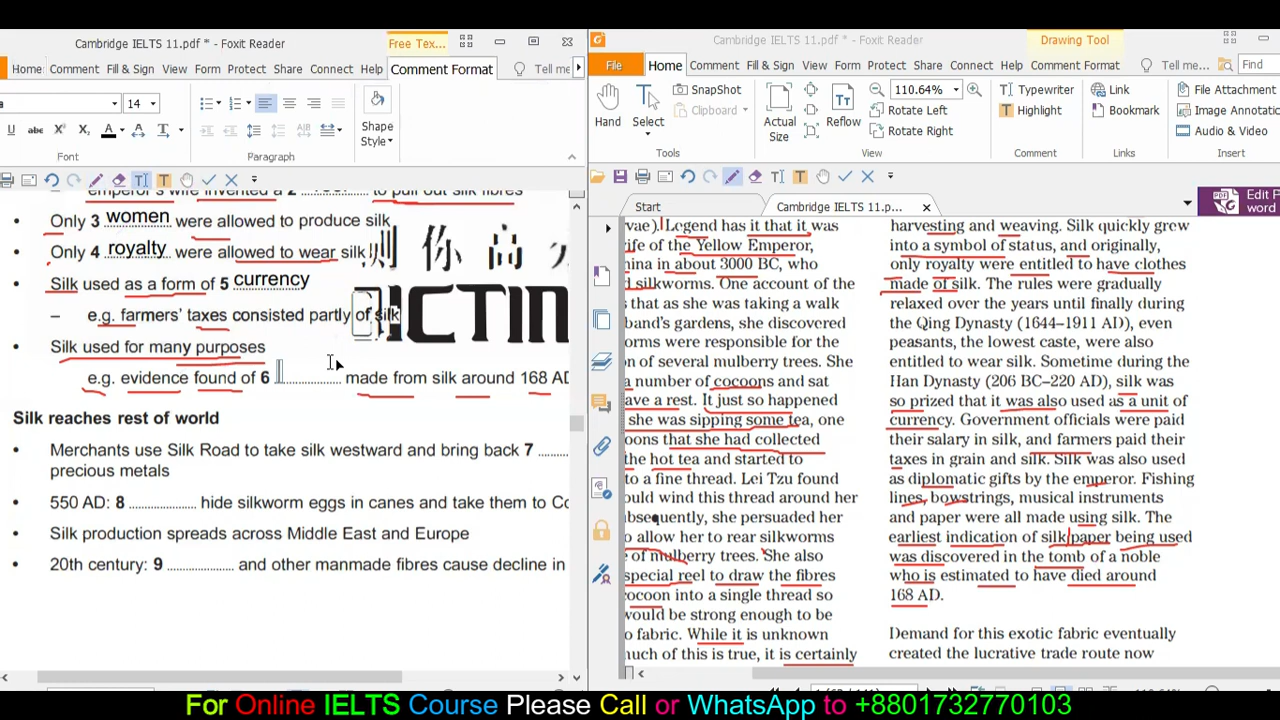 Cambridge IELTS 11.pdf * - Foxit Reader
Free Tex...
Home Comment Fill & Sign View Form Protect Share Connect Help Comment Format Tell me
14
Font
Paragraph
Shape
Style
emperor's wife invented a 2 to pull out silk fibres
• Only 3 women were allowed to produce silk
• Only 4 royalty were allowed to wear silk
• Silk used as a form of 5 currency
– e.g. farmers' taxes consisted partly of silk
• Silk used for many purposes
e.g. evidence found of 6 .................. made from silk around 168 AD
Silk reaches rest of world
• Merchants use Silk Road to take silk westward and bring back 7 ........
precious metals
• 550 AD: 8 .................. hide silkworm eggs in canes and take them to Co
• Silk production spreads across Middle East and Europe
• 20th century: 9 .................. and other manmade fibres cause decline in
则 你 高
ICTIN
Cambridge IELTS 11.pdf * - Foxit Reader
Drawing Tool
File Home Comment Fill & Sign View Form Protect Connect Help Comment Format Tell me... Find
Hand
Select
SnapShot
Clipboard
Tools
Actual
Size
Reflow
110.64%
Rotate Left
Rotate Right
View
Typewriter
Highlight
Comment
Link
Bookmark
Links
File Attachment
Image Annotatio
Audio & Video
Insert
Start
Cambridge IELTS 11.p...
Edit P
word
vae). Legend has it that it was
ife of the Yellow Emperor,
hina in about 3000 BC, who
d silkworms. One account of the
s that as she was taking a walk
band's gardens, she discovered
orms were responsible for the
on of several mulberry trees. She
a number of cocoons and sat
ave a rest. It just so happened
she was sipping some tea, one
oons that she had collected
the hot tea and started to
to a fine thread. Lei Tzu found
ould wind this thread around her
bsequently, she persuaded her
o allow her to rear silkworms
e of mulberry trees. She also
special reel to draw the fibres
cocoon into a single thread so
would be strong enough to be
o fabric. While it is unknown
much of this is true, it is certainly
harvesting and weaving. Silk quickly grew
into a symbol of status, and originally,
only royalty were entitled to have clothes
made of silk. The rules were gradually
relaxed over the years until finally during
the Qing Dynasty (1644–1911 AD), even
peasants, the lowest caste, were also
entitled to wear silk. Sometime during the
Han Dynasty (206 BC–220 AD), silk was
so prized that it was also used as a unit of
currency. Government officials were paid
their salary in silk, and farmers paid their
taxes in grain and silk. Silk was also used
as diplomatic gifts by the emperor. Fishing
lines, bowstrings, musical instruments
and paper were all made using silk. The
earliest indication of silk paper being used
was discovered in the tomb of a noble
who is estimated to have died around
168 AD.
Demand for this exotic fabric eventually
created the lucrative trade route now
110.64%
For Online IELTS Course Please Call or WhatsApp to +8801732770103